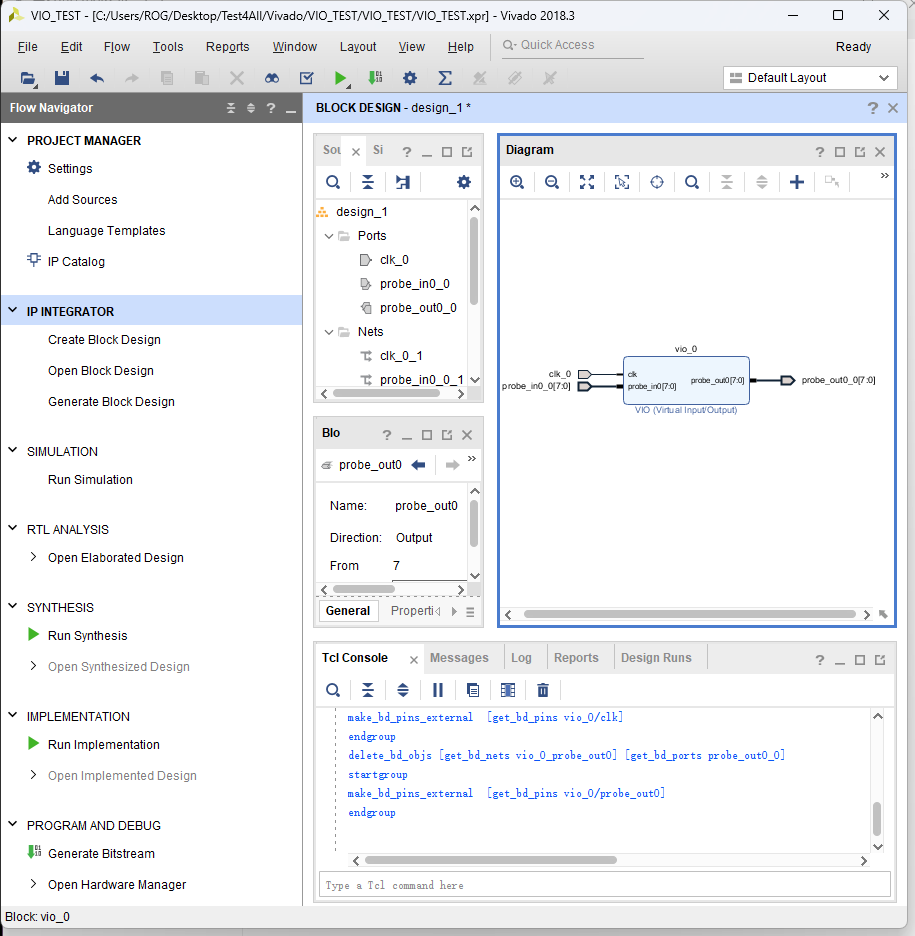 VIO_TEST - [C:/Users/ROG/Desktop/Test4All/Vivado/VIO_TEST/VIO_TEST/VIO_TEST.xpr] - Vivado 2018.3
File Edit Flow Tools Reports Window Layout View Help Quick Access Ready
Default Layout
Flow Navigator
PROJECT MANAGER
Settings
Add Sources
Language Templates
IP Catalog
IP INTEGRATOR
Create Block Design
Open Block Design
Generate Block Design
SIMULATION
Run Simulation
RTL ANALYSIS
Open Elaborated Design
SYNTHESIS
Run Synthesis
Open Synthesized Design
IMPLEMENTATION
Run Implementation
Open Implemented Design
PROGRAM AND DEBUG
Generate Bitstream
Open Hardware Manager
BLOCK DESIGN - design_1 *
Sou Si
design_1
Ports
clk_0
probe_in0_0
probe_out0_0
Nets
clk_0_1
probe_in0_0_1
Blo
probe_out0
Name: probe_out0
Direction: Output
From 7
General Properti
Diagram
vio_0
clk_0
probe_in0_0[7:0]
clk
probe_in0[7:0]
probe_out0[7:0]
probe_out0_0[7:0]
VIO (Virtual Input/Output)
Tcl Console Messages Log Reports Design Runs
make_bd_pins_external [get_bd_pins vio_0/clk]
endgroup
delete_bd_objs [get_bd_nets vio_0_probe_out0] [get_bd_ports probe_out0_0]
startgroup
make_bd_pins_external [get_bd_pins vio_0/probe_out0]
endgroup
Type a Tcl command here
Block: vio_0